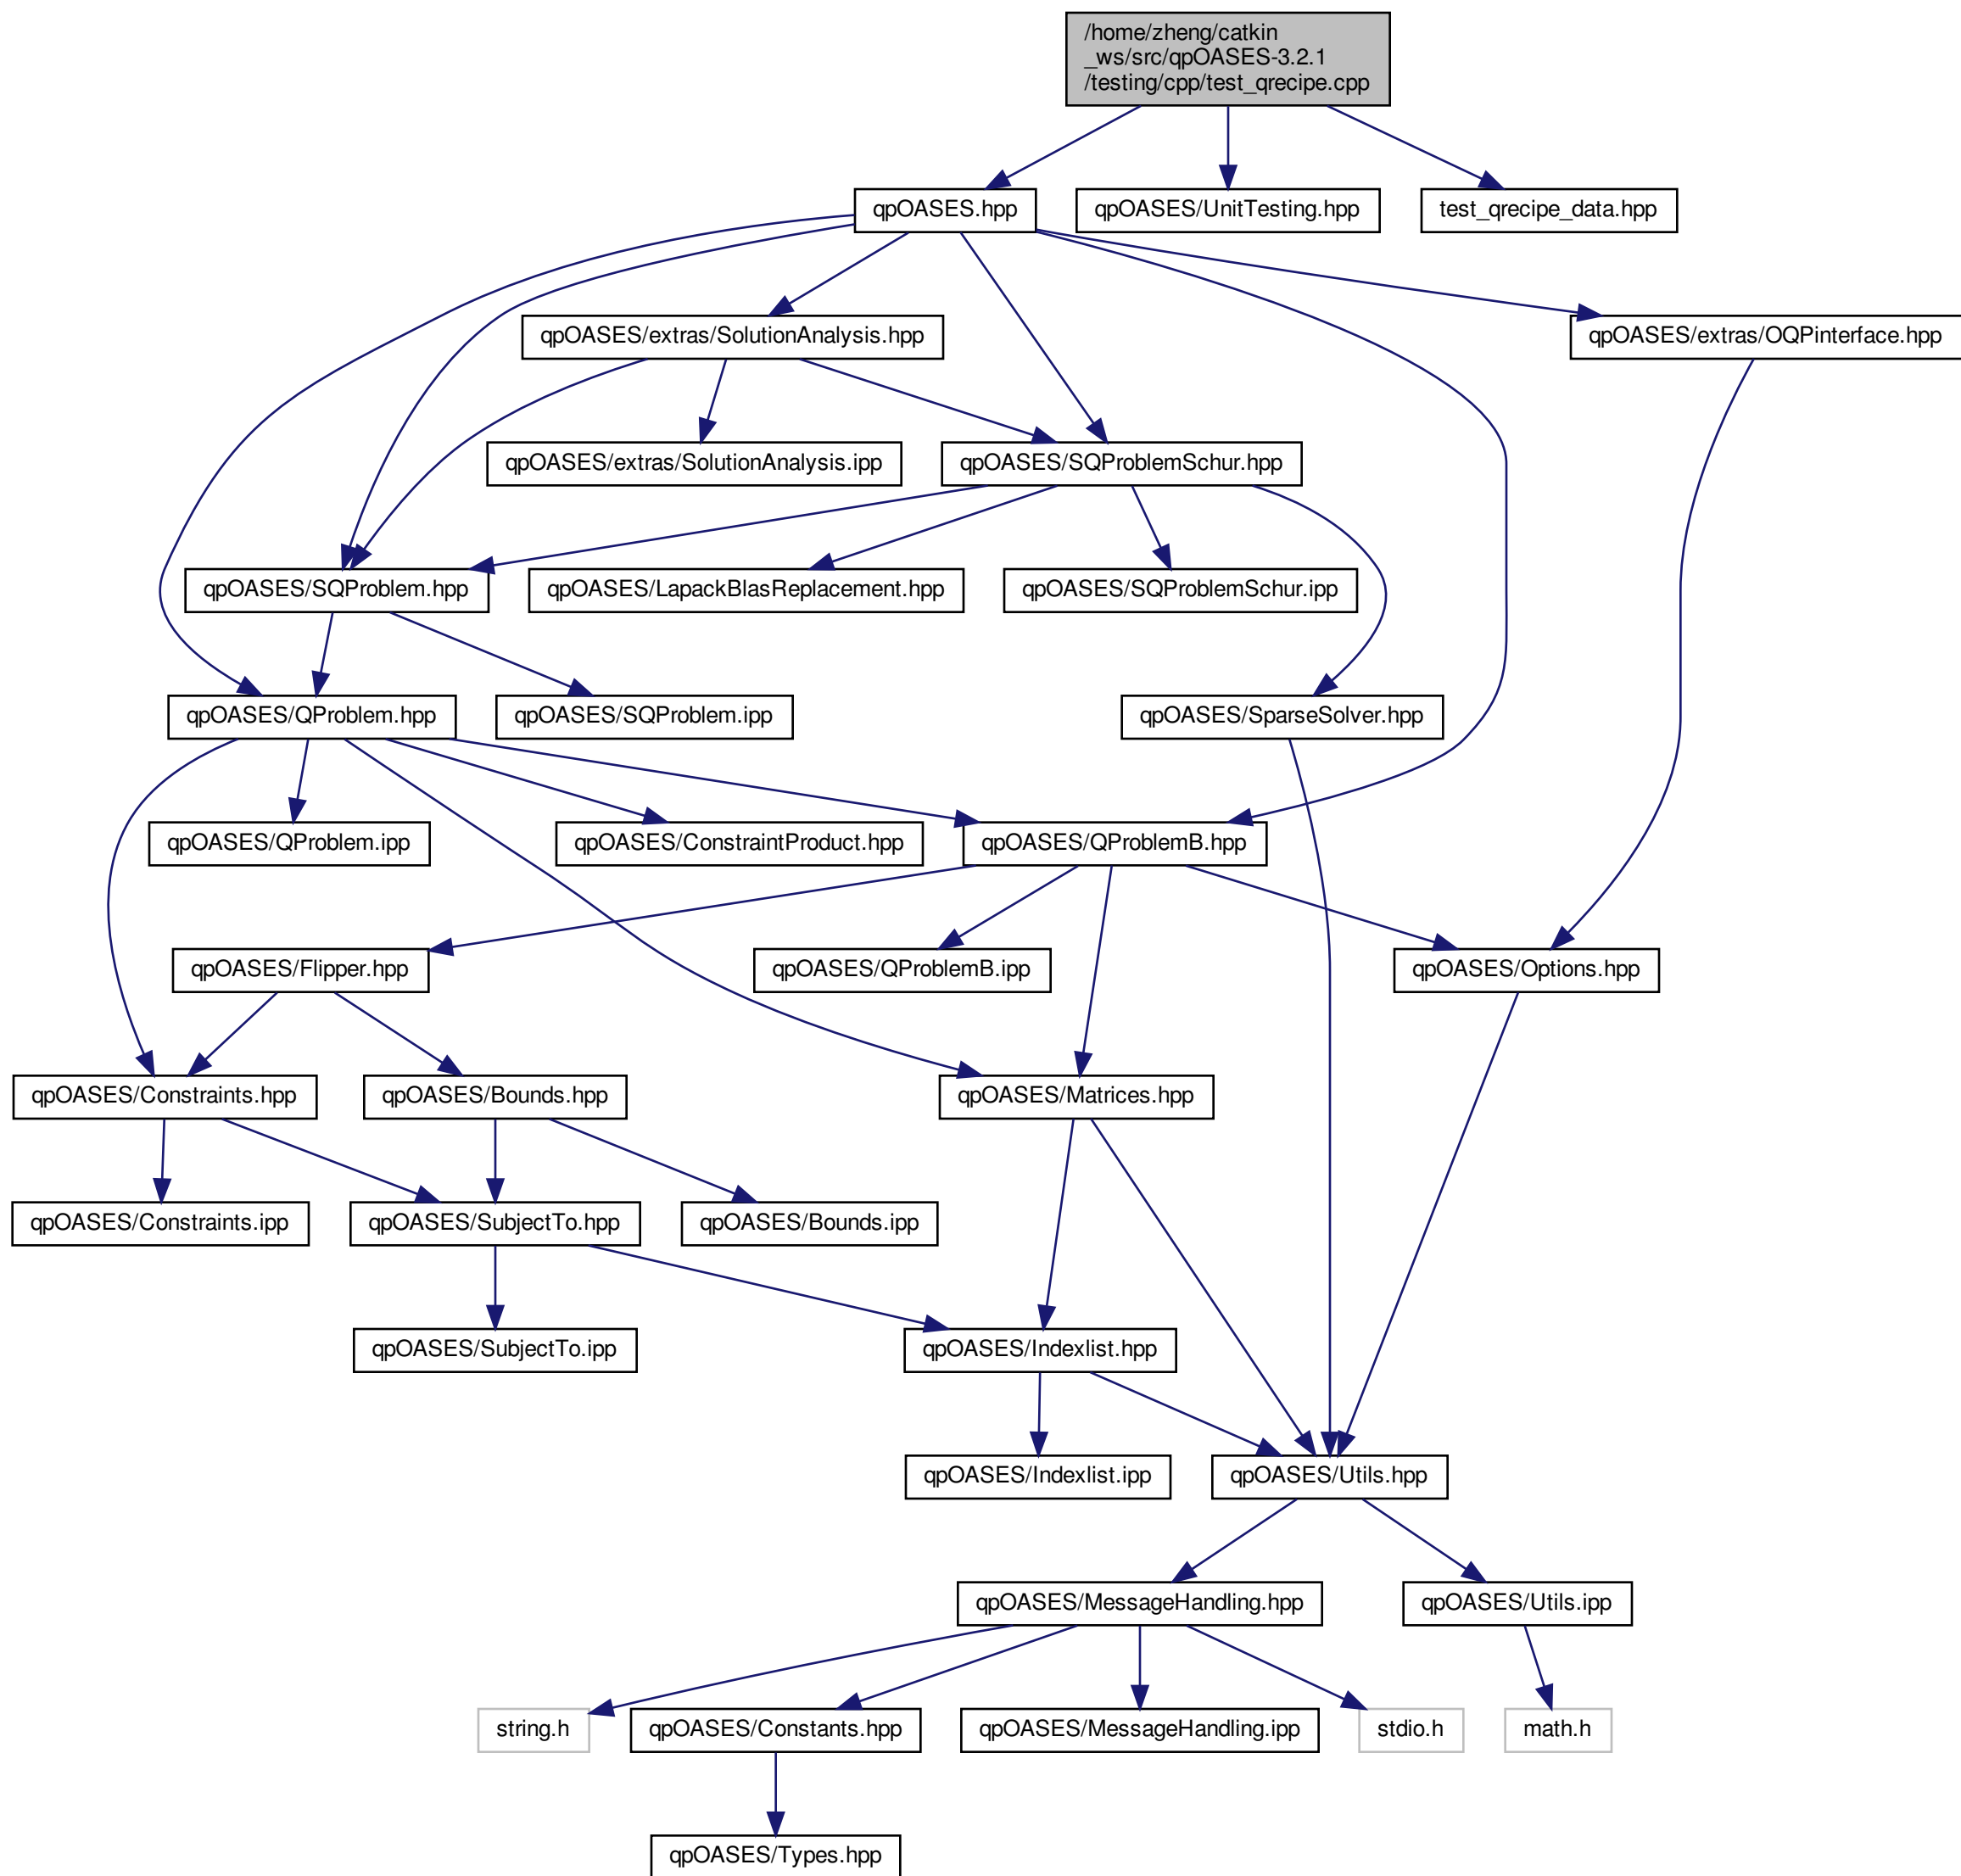 /home/zheng/catkin
_ws/src/qpOASES-3.2.1
/testing/cpp/test_qrecipe.cpp
qpOASES.hpp
qpOASES/UnitTesting.hpp
test_qrecipe_data.hpp
qpOASES/extras/SolutionAnalysis.hpp
qpOASES/extras/OQPinterface.hpp
qpOASES/extras/SolutionAnalysis.ipp
qpOASES/SQProblemSchur.hpp
qpOASES/SQProblem.hpp
qpOASES/LapackBlasReplacement.hpp
qpOASES/SQProblemSchur.ipp
qpOASES/QProblem.hpp
qpOASES/SQProblem.ipp
qpOASES/SparseSolver.hpp
qpOASES/QProblem.ipp
qpOASES/ConstraintProduct.hpp
qpOASES/QProblemB.hpp
qpOASES/Flipper.hpp
qpOASES/QProblemB.ipp
qpOASES/Options.hpp
qpOASES/Constraints.hpp
qpOASES/Bounds.hpp
qpOASES/Matrices.hpp
qpOASES/Constraints.ipp
qpOASES/SubjectTo.hpp
qpOASES/Bounds.ipp
qpOASES/SubjectTo.ipp
qpOASES/Indexlist.hpp
qpOASES/Indexlist.ipp
qpOASES/Utils.hpp
qpOASES/MessageHandling.hpp
qpOASES/Utils.ipp
string.h
qpOASES/Constants.hpp
qpOASES/MessageHandling.ipp
stdio.h
math.h
qpOASES/Types.hpp